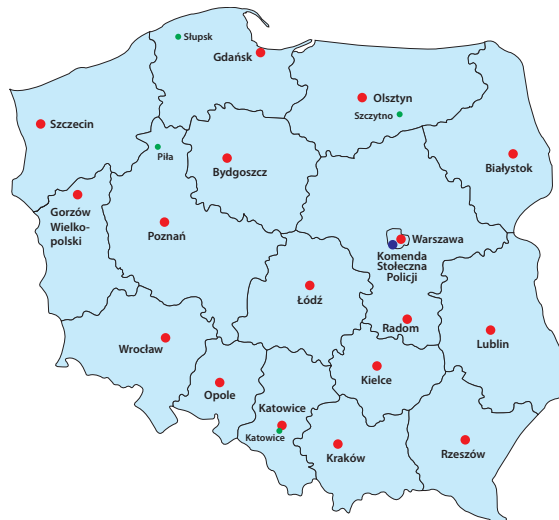 Słupsk
Gdańsk
Olsztyn
Szczytno
Szczecin
Piła
Bydgoszcz
Białystok
Gorzów
Wielko-
polski
Poznań
Warszawa
Komenda
Stołeczna
Policji
Łódź
Radom
Lublin
Wrocław
Kielce
Opole
Katowice
Katowice
Kraków
Rzeszów